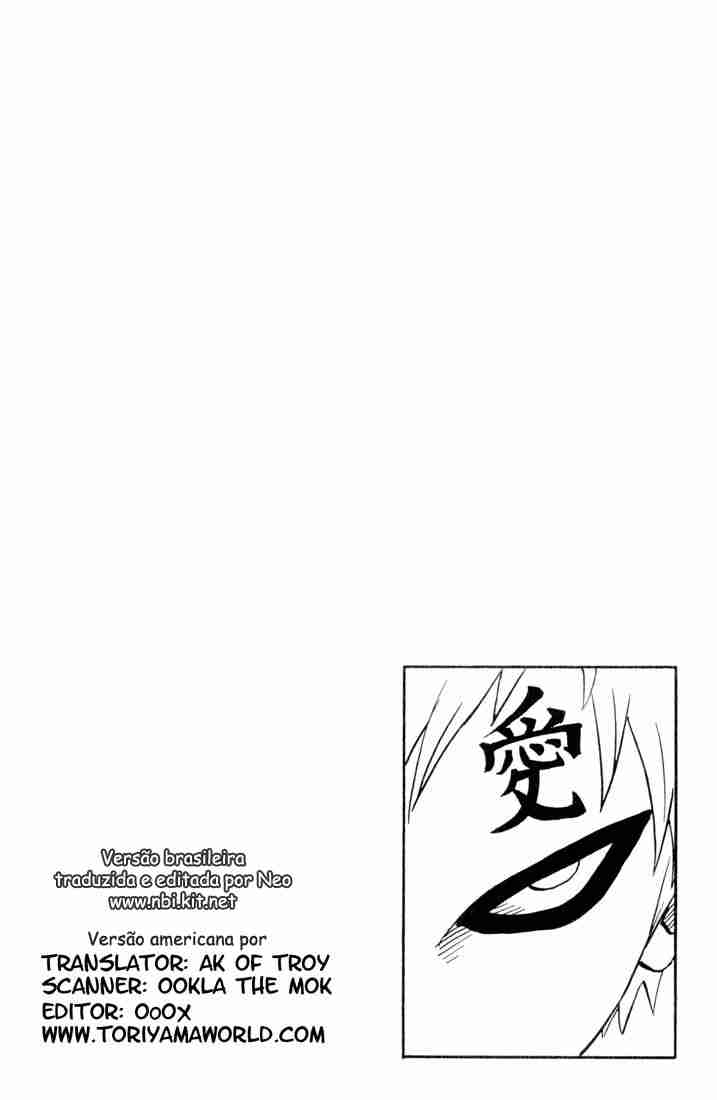 愛
Versão brasileira
traduzida e editada por Neo
www.nbi.kit.net
Versão americana por
TRANSLATOR: AK OF TROY
SCANNER: OOKLA THE MOK
EDITOR: OoOX
WWW.TORIYAMAWORLD.COM